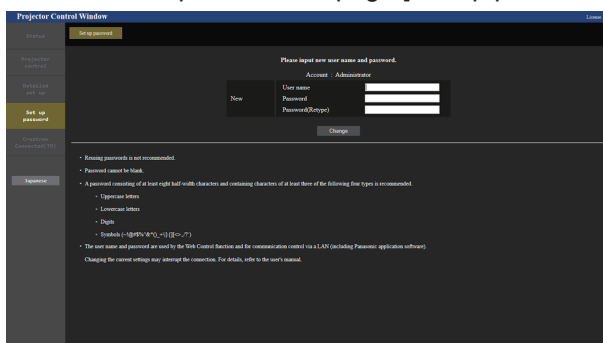 Projector Control Window
License
Status
Set up password
Projector
control
Detailed
set up
Set up
password
Crestron
Connected(TM)
Japanese
Please input new user name and password.
Account : Administrator
New
User name
Password
Password(Retype)
Change
・ Reusing passwords is not recommended.
・ Password cannot be blank.
・ A password consisting of at least eight half-width characters and containing characters of at least three of the following four types is recommended.
・ Uppercase letters
・ Lowercase letters
・ Digits
・ Symbols
・ The user name and password are used by the Web Control function and for communication control via a LAN (including Panasonic application software).
Changing the current settings may interrupt the connection. For details, refer to the user's manual.